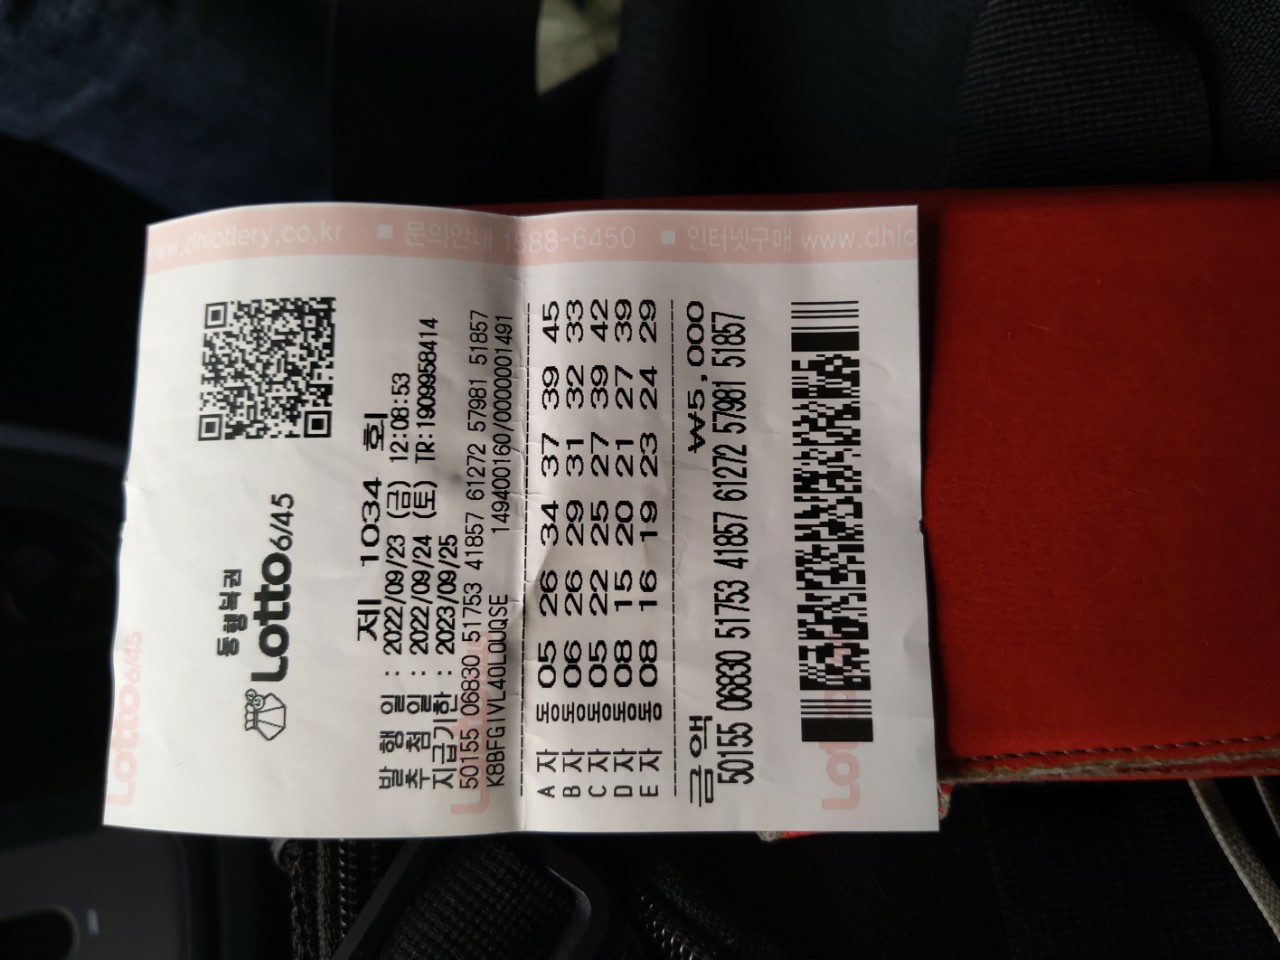 www.dhlottery.co.kr ■ 문의안내 1588-6450 ■ 인터넷구매 www.dhlo
동행복권
Lotto6/45
제 1034 회
발 행 일 : 2022/09/23 (금) 12:08:53
추 첨 일 : 2022/09/24 (토) TR:1909958414
지급기한 : 2023/09/25
50155 06830 51753 41857 61272 57981 51857
K8BFGIVL40LOUQSE 149400160/0000001491
A 자동 05 26 34 37 39 45
B 자동 06 26 29 31 32 33
C 자동 05 22 25 27 39 42
D 자동 08 15 20 21 27 39
E 자동 08 16 19 23 24 29
금액 ₩5,000
50155 06830 51753 41857 61272 57981 51857
Lotto6/45